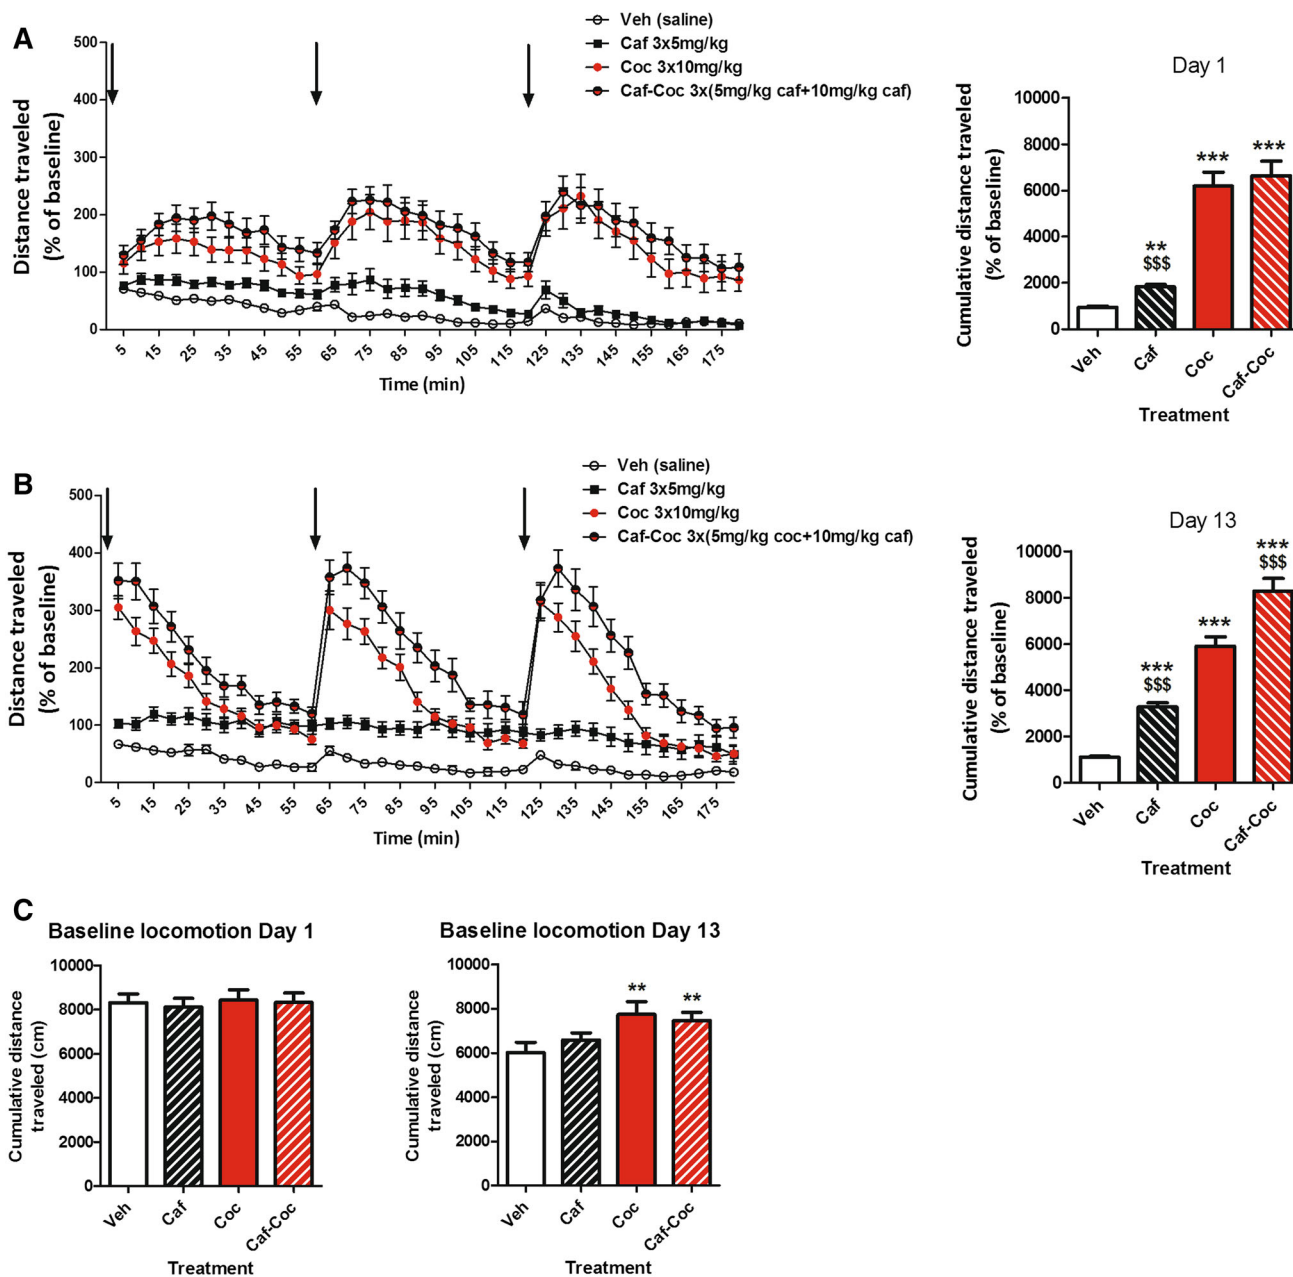 A
Veh (saline)
Caf 3x5mg/kg
Coc 3x10mg/kg
Caf-Coc 3x(5mg/kg caf+10mg/kg caf)
Distance traveled
(% of baseline)
500
400
300
200
100
0
5 15 25 35 45 55 65 75 85 95 105 115 125 135 145 155 165 175
Time (min)
Day 1
Cumulative distance traveled
(% of baseline)
10000
8000
6000
4000
2000
0
**
$$$
***
***
Veh Caf Coc Caf-Coc
Treatment
B
Veh (saline)
Caf 3x5mg/kg
Coc 3x10mg/kg
Caf-Coc 3x(5mg/kg coc+10mg/kg caf)
Distance traveled
(% of baseline)
500
400
300
200
100
0
5 15 25 35 45 55 65 75 85 95 105 115 125 135 145 155 165 175
Time (min)
Day 13
Cumulative distance traveled
(% of baseline)
10000
8000
6000
4000
2000
0
***
$$$
***
***
$$$
Veh Caf Coc Caf-Coc
Treatment
C
Baseline locomotion Day 1
Cumulative distance
traveled (cm)
10000
8000
6000
4000
2000
0
Veh Caf Coc Caf-Coc
Treatment
Baseline locomotion Day 13
Cumulative distance
traveled (cm)
10000
8000
6000
4000
2000
0
** **
Veh Caf Coc Caf-Coc
Treatment